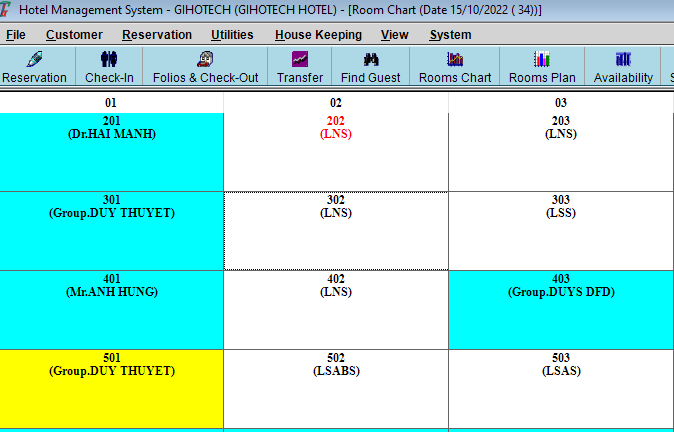 Hotel Management System - GIHOTECH (GIHOTECH HOTEL) - [Room Chart (Date 15/10/2022 ( 34))]
File Customer Reservation Utilities House Keeping View System
Reservation Check-In Folios & Check-Out Transfer Find Guest Rooms Chart Rooms Plan Availability
01 02 03
201 202 203
(Dr.HAI MANH) (LNS) (LNS)
301 302 303
(Group.DUY THUYET) (LNS) (LSS)
401 402 403
(Mr.ANH HUNG) (LNS) (Group.DUYS DFD)
501 502 503
(Group.DUY THUYET) (LSABS) (LSAS)